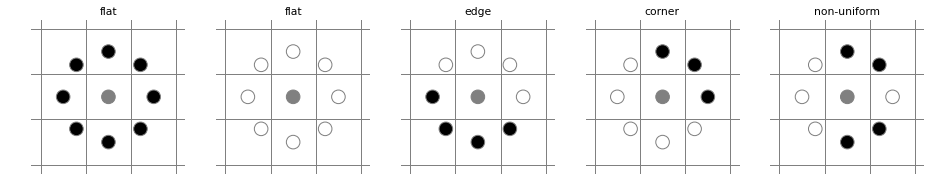 flat
flat
edge
corner
non-uniform